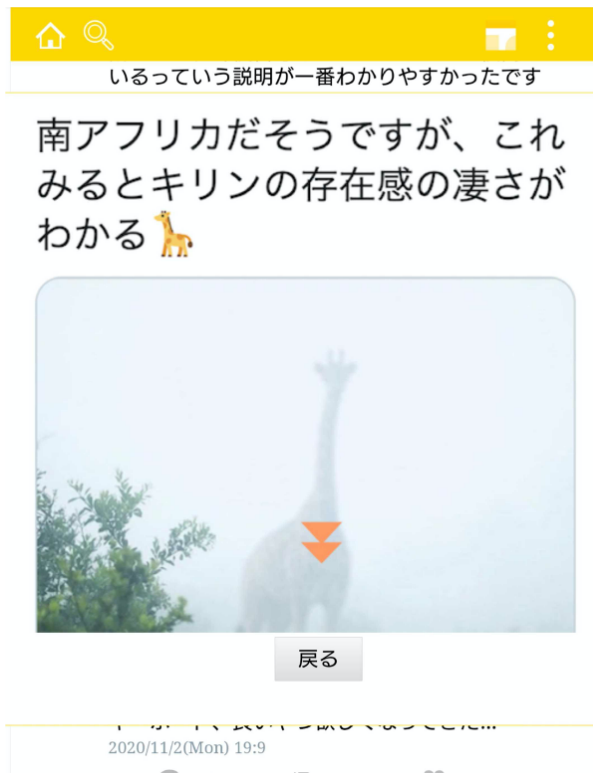 いるっていう説明が一番わかりやすかったです
南アフリカだそうですが、これ
みるとキリンの存在感の凄さが
わかる🦒
戻る
2020/11/2(Mon) 19:9